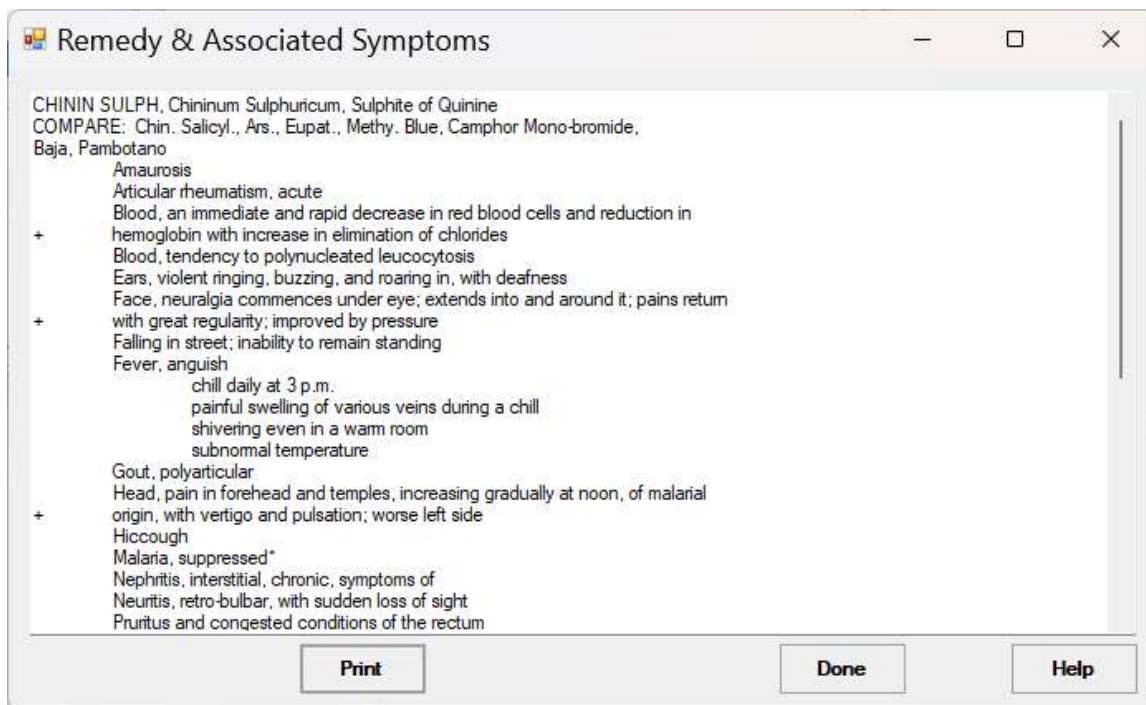 Remedy & Associated Symptoms
CHININ SULPH, Chininum Sulphuricum, Sulphite of Quinine
COMPARE: Chin. Salicyl., Ars., Eupat., Methy. Blue, Camphor Mono-bromide,
Baja, Pambotano
Amaurosis
Articular rheumatism, acute
Blood, an immediate and rapid decrease in red blood cells and reduction in
+ hemoglobin with increase in elimination of chlorides
Blood, tendency to polynucleated leucocytosis
Ears, violent ringing, buzzing, and roaring in, with deafness
Face, neuralgia commences under eye; extends into and around it; pains return
+ with great regularity; improved by pressure
Falling in street; inability to remain standing
Fever, anguish
chill daily at 3 p.m.
painful swelling of various veins during a chill
shivering even in a warm room
subnormal temperature
Gout, polyarticular
Head, pain in forehead and temples, increasing gradually at noon, of malarial
+ origin, with vertigo and pulsation; worse left side
Hiccough
Malaria, suppressed*
Nephritis, interstitial, chronic, symptoms of
Neuritis, retro-bulbar, with sudden loss of sight
Pruritus and congested conditions of the rectum
Print Done Help